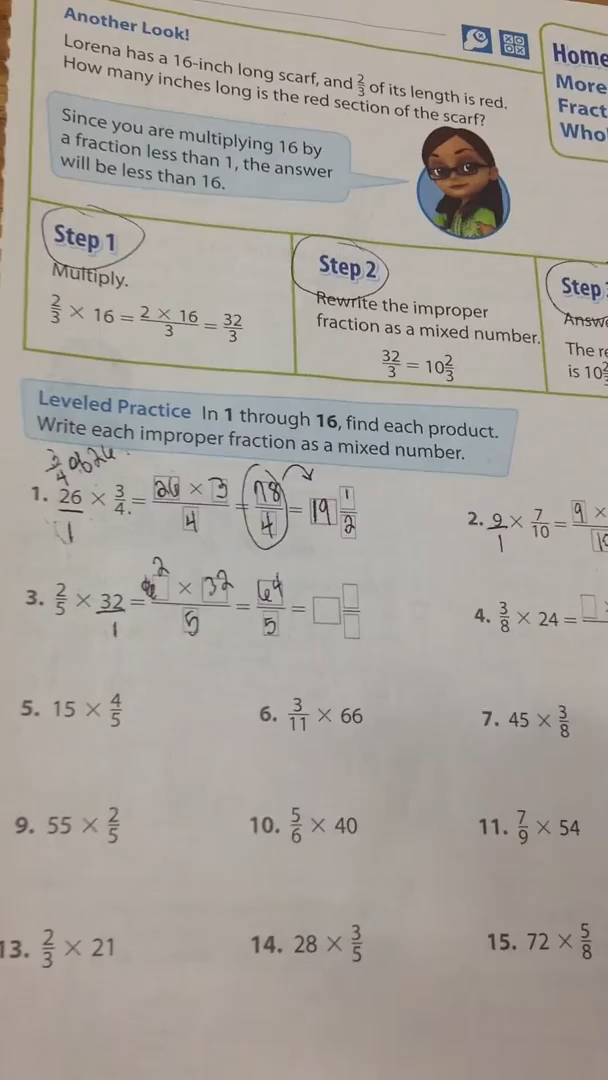 Another Look!
Lorena has a 16-inch long scarf, and 2/3 of its length is red.
How many inches long is the red section of the scarf?
Home
More
Fract
Who
Since you are multiplying 16 by
a fraction less than 1, the answer
will be less than 16.
Step 1
Multiply.
2/3 × 16 = 2 × 16/3 = 32/3
Step 2
Rewrite the improper
fraction as a mixed number.
32/3 = 10 2/3
Step
Answ
The re
is 10 2/3
Leveled Practice In 1 through 16, find each product.
Write each improper fraction as a mixed number.
3/4 of 26.
1. 26/1 × 3/4 = 26 × 3/4 = 78/4 = 19 1/2
2. 9/1 × 7/10 = 9 ×
3. 2/5 × 32/1 = 2 × 32/5 = 64/5 =
4. 3/8 × 24 =
5. 15 × 4/5
6. 3/11 × 66
7. 45 × 3/8
9. 55 × 2/5
10. 5/6 × 40
11. 7/9 × 54
13. 2/3 × 21
14. 28 × 3/5
15. 72 × 5/8